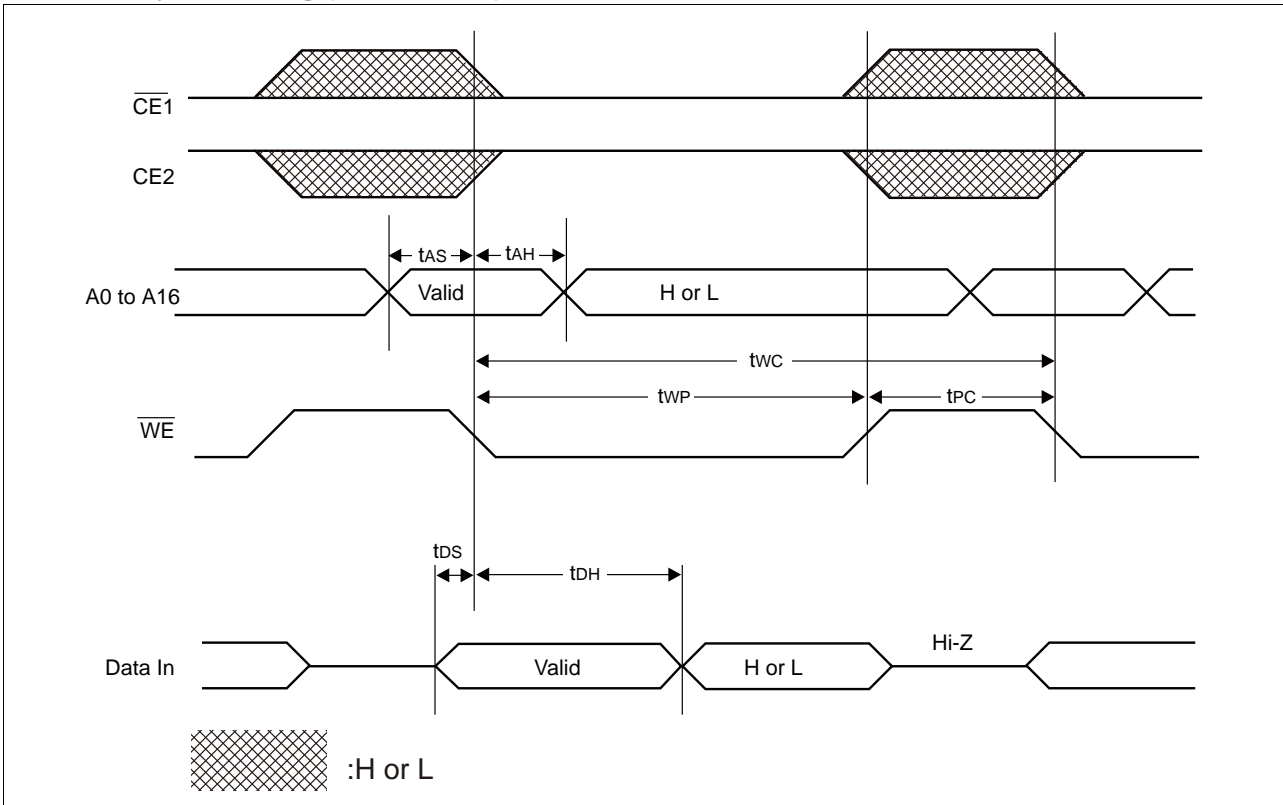 CE1
CE2
tAS
tAH
A0 to A16
Valid
H or L
tWC
tWP
tPC
WE
tDS
tDH
Data In
Valid
H or L
Hi-Z
:H or L